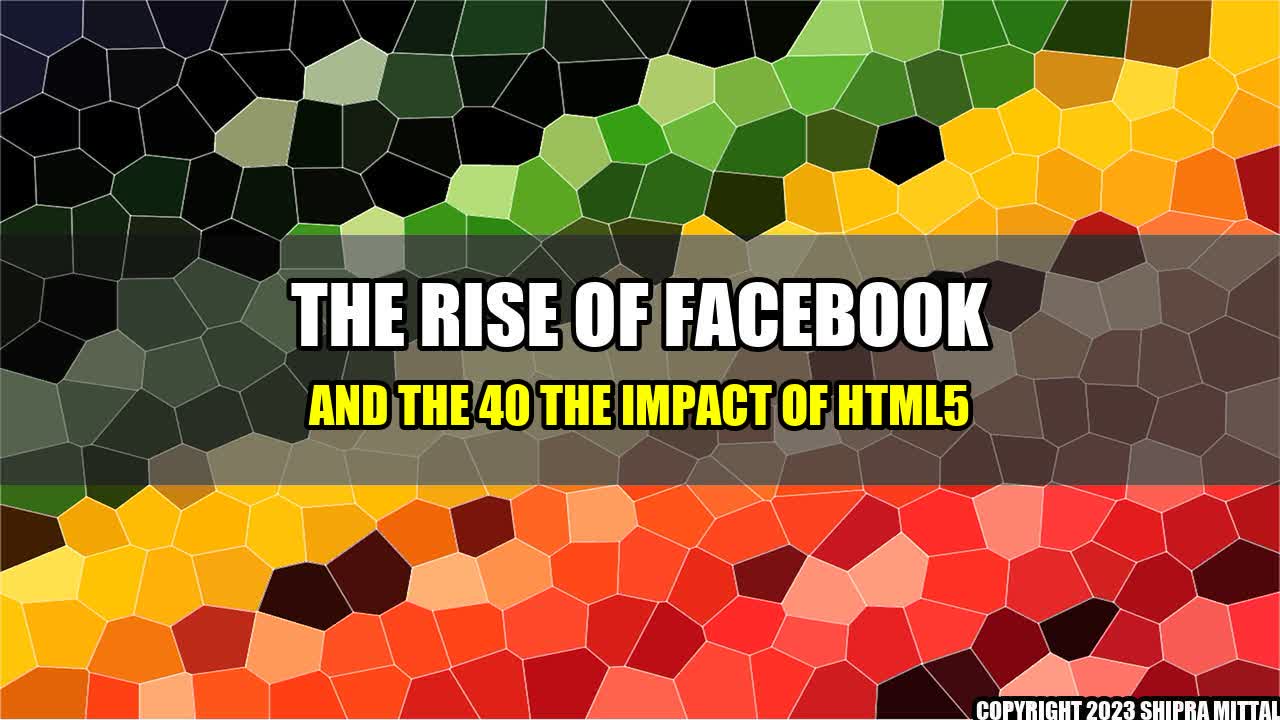 THE RISE OF FACEBOOK
AND THE 40 THE IMPACT OF HTML5
COPYRIGHT 2023 SHIPRA MITTAL